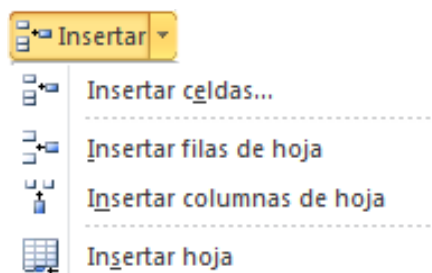 Insertar
Insertar celdas...
Insertar filas de hoja
Insertar columnas de hoja
Insertar hoja